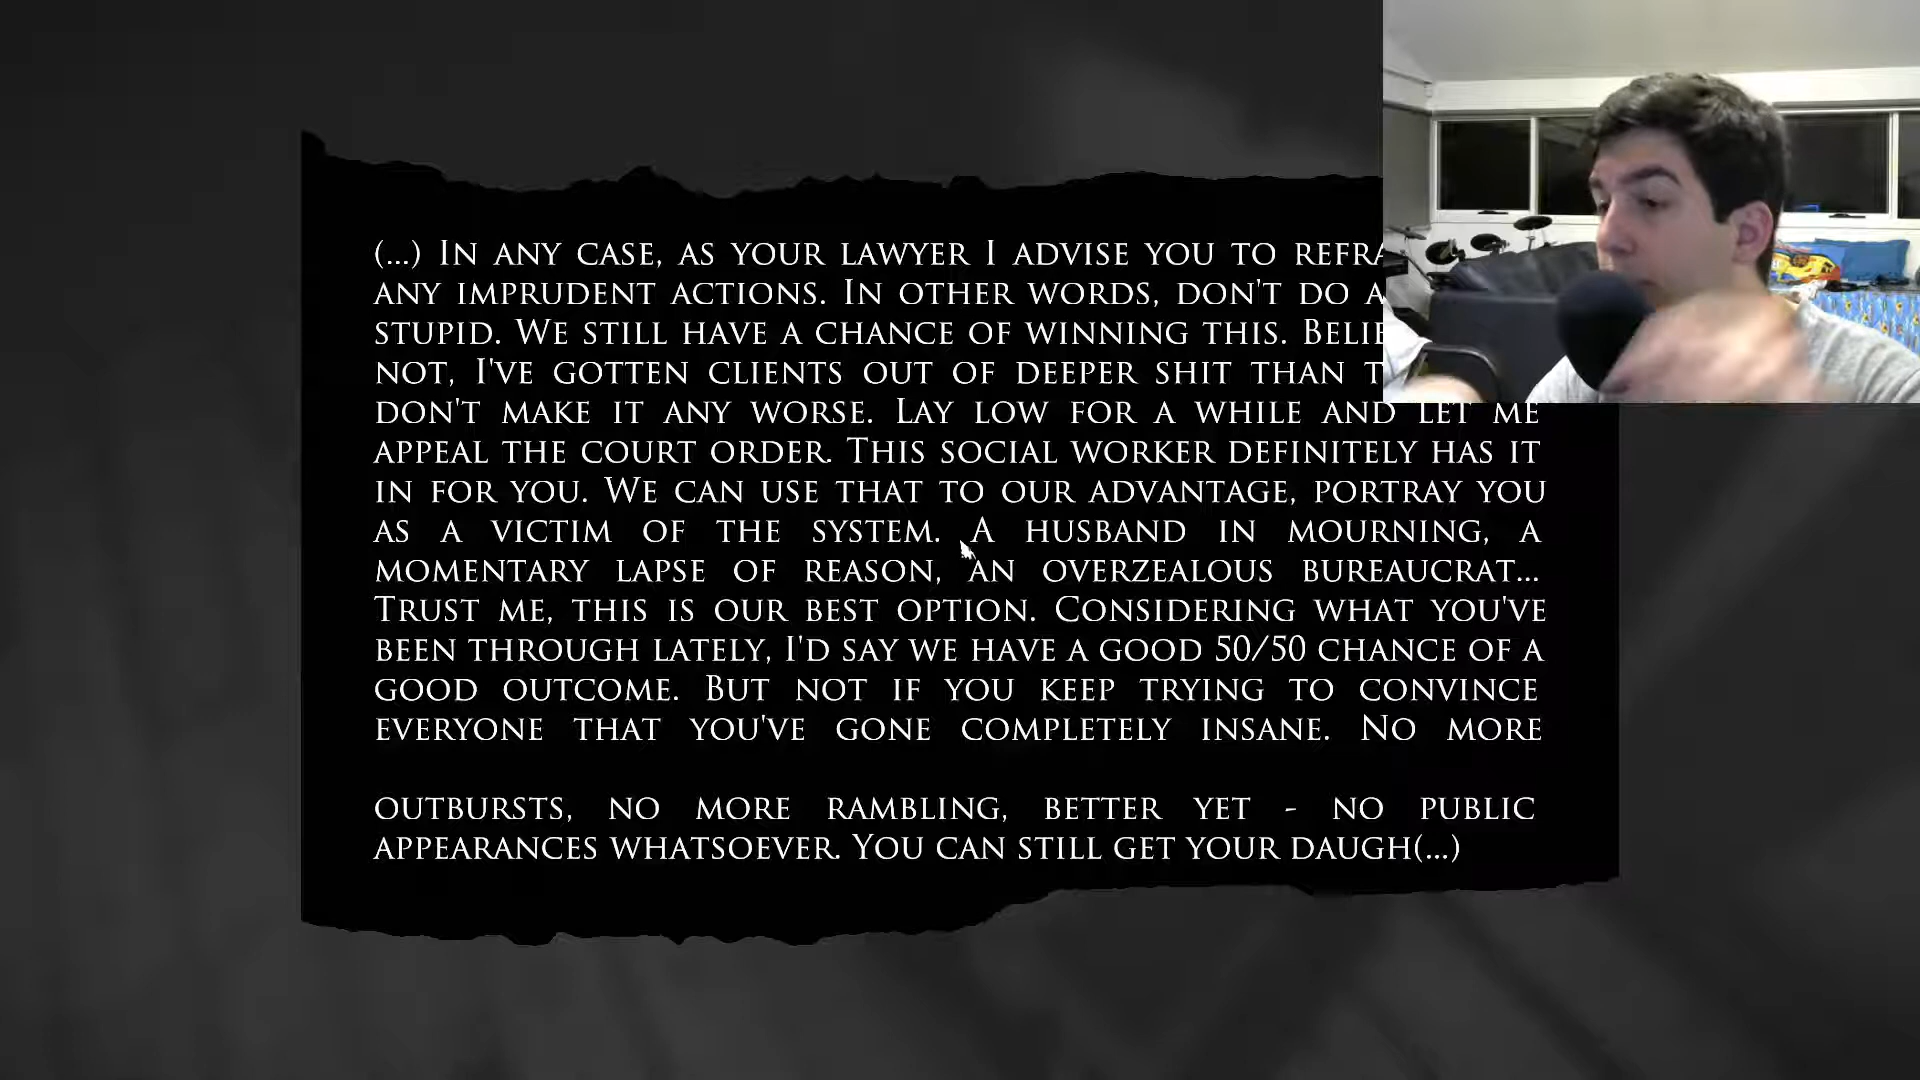 (...) In any case, as your lawyer I advise you to
any imprudent actions. In other words, don't do
stupid. We still have a chance of winning this.
not, I've gotten clients out of deeper shit than
don't make it any worse. Lay low for a while and let me
appeal the court order. This social worker definitely has it
in for you. We can use that to our advantage, portray you
as a victim of the system. A husband in mourning, a
momentary lapse of reason, an overzealous bureaucrat...
Trust me, this is our best option. Considering what you've
been through lately, I'd say we have a good 50/50 chance of a
good outcome. But not if you keep trying to convince
everyone that you've gone completely insane. No more
outbursts, no more rambling, better yet - no public
appearances whatsoever. You can still get your daugh(...)